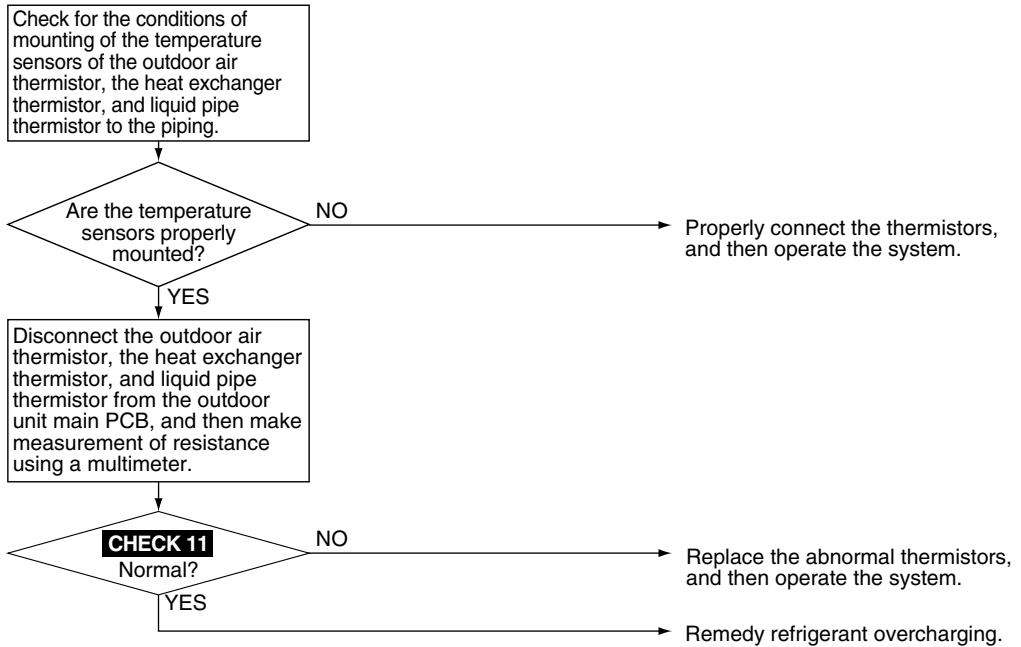 Check for the conditions of
mounting of the temperature
sensors of the outdoor air
thermistor, the heat exchanger
thermistor, and liquid pipe
thermistor to the piping.
Are the temperature
sensors properly
mounted?
NO
Properly connect the thermistors,
and then operate the system.
YES
Disconnect the outdoor air
thermistor, the heat exchanger
thermistor, and liquid pipe
thermistor from the outdoor
unit main PCB, and then make
measurement of resistance
using a multimeter.
CHECK 11
Normal?
NO
Replace the abnormal thermistors,
and then operate the system.
YES
Remedy refrigerant overcharging.